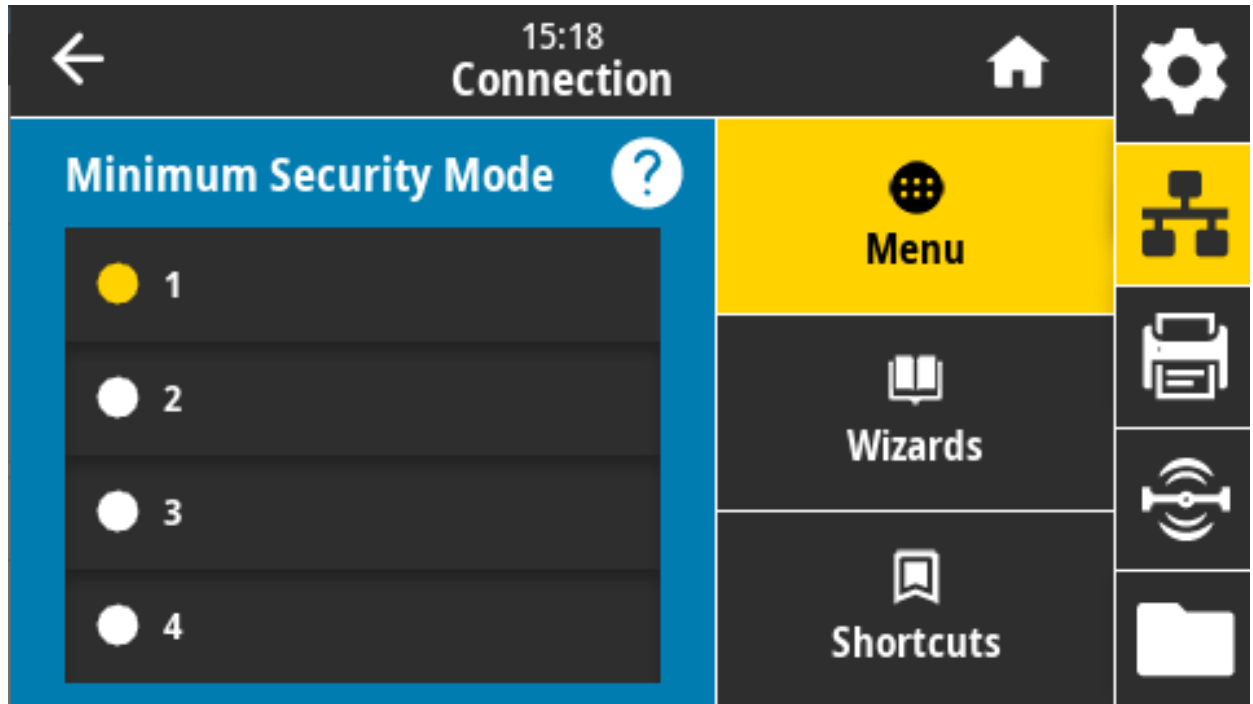 15:18
Connection
Minimum Security Mode ?
1
2
3
4
Menu
Wizards
Shortcuts